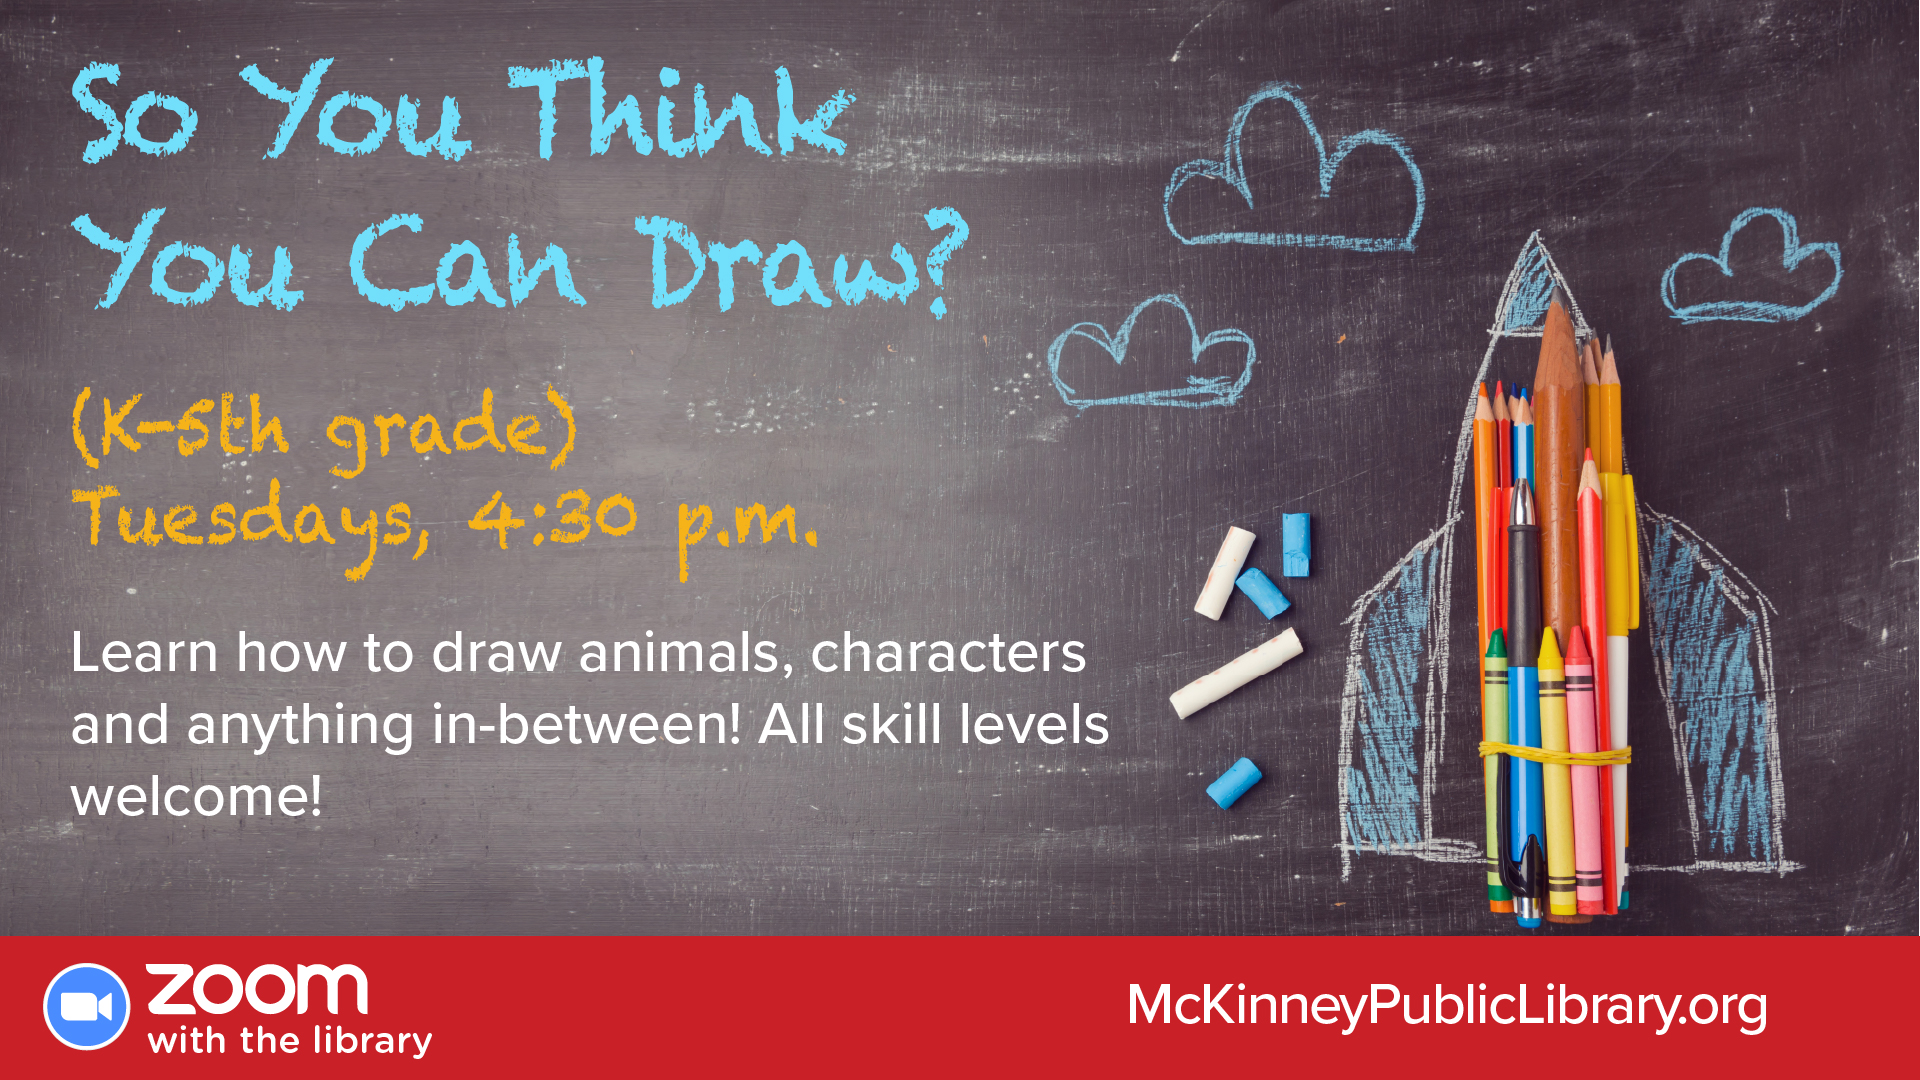 So You Think
You Can Draw?
(K-5th grade)
Tuesdays, 4:30 p.m.
Learn how to draw animals, characters
and anything in-between! All skill levels
welcome!
zoom
with the library
McKinneyPublicLibrary.org